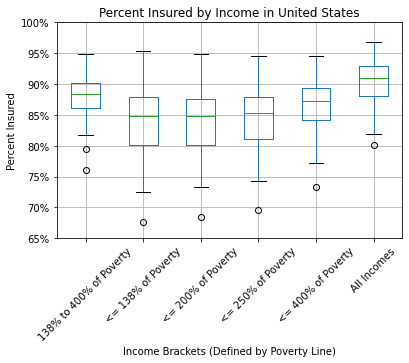 Percent Insured by Income in United States
100%
95%
90%
85%
80%
75%
70%
65%
Percent Insured
138% to 400% of Poverty
<= 138% of Poverty
<= 200% of Poverty
<= 250% of Poverty
<= 400% of Poverty
All Incomes
Income Brackets (Defined by Poverty Line)